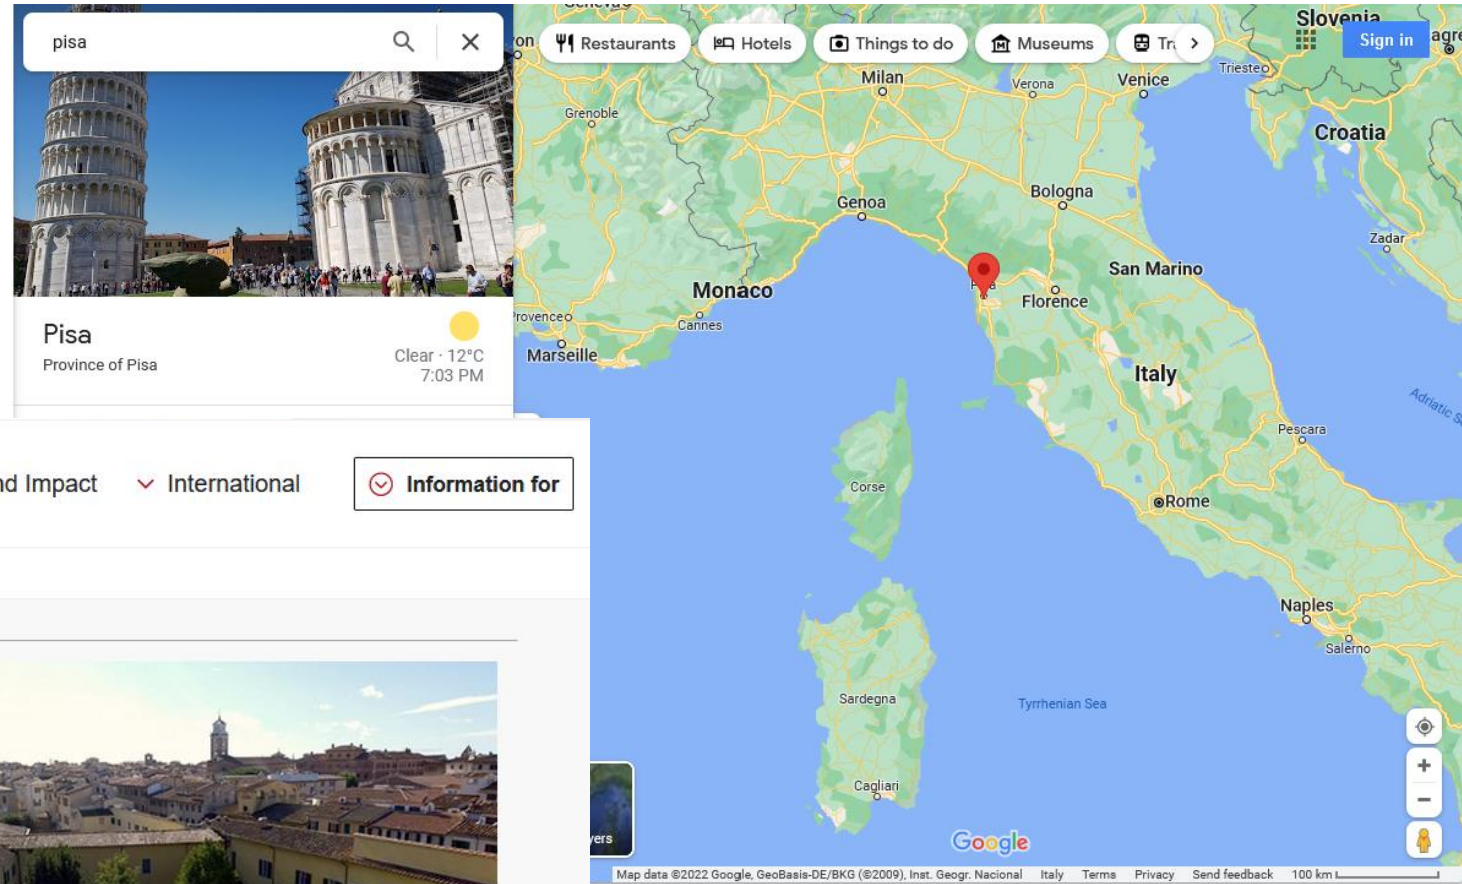 pisa
Restaurants
Hotels
Things to do
Museums
Sign in
Pisa
Province of Pisa
Clear · 12°C
7:03 PM
Impact
International
Information for
Slovenia
Milan
Verona
Venice
Trieste
Grenoble
Croatia
Genoa
Bologna
Zadar
San Marino
Monaco
Florence
Cannes
Marseille
Italy
Adriatic
Pescara
Corse
Rome
Naples
Salerno
Sardegna
Tyrrhenian Sea
Cagliari
Google
Map data ©2022 Google, GeoBasis-DE/BKG (©2009), Inst. Geogr. Nacional Italy Terms Privacy Send feedback 100 km